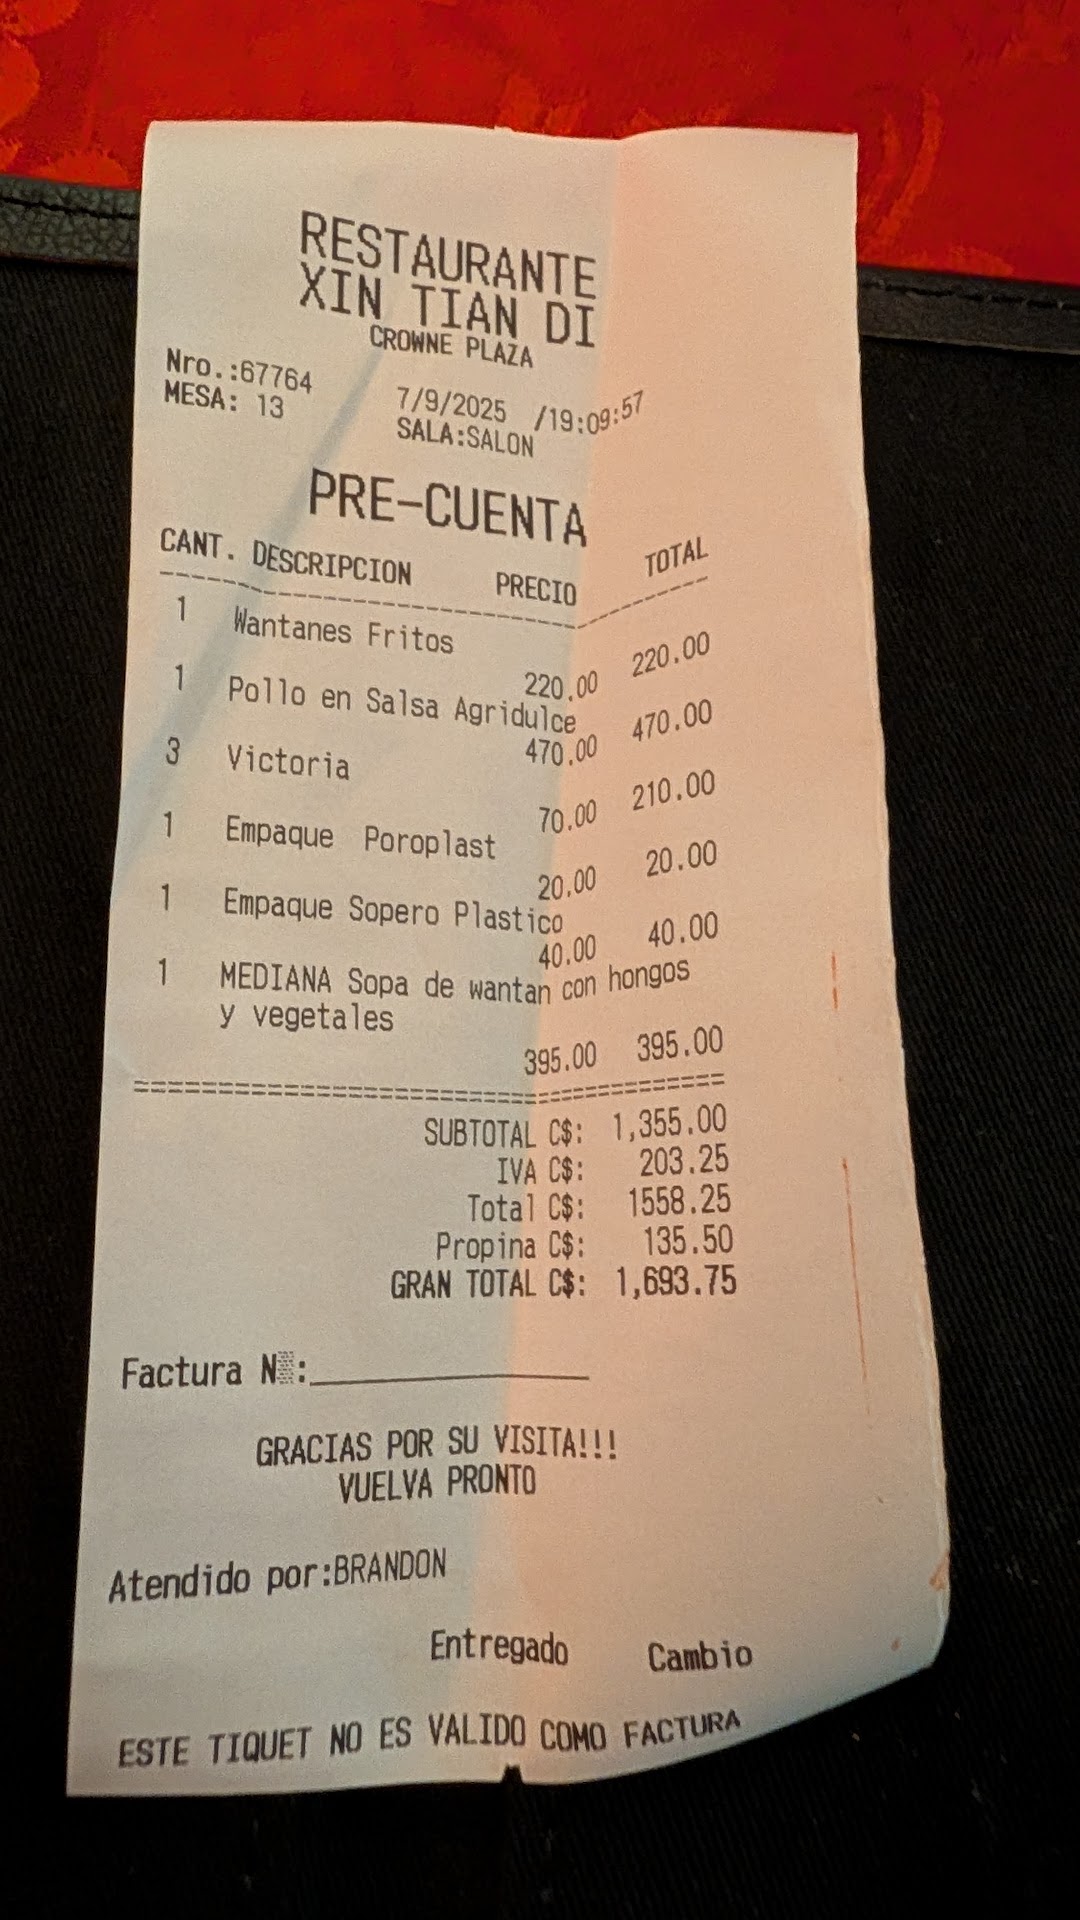 RESTAURANTE
XIN TIAN DI
CROWNE PLAZA
Nro.:67764
MESA: 13 7/9/2025 /19:09:57
SALA:SALON
PRE-CUENTA
CANT. DESCRIPCION PRECIO TOTAL
1 Wantanes Fritos
220.00 220.00
1 Pollo en Salsa Agridulce
470.00 470.00
3 Victoria
70.00 210.00
1 Empaque Poroplast
20.00 20.00
1 Empaque Sopero Plastico
40.00 40.00
1 MEDIANA Sopa de wantan con hongos
y vegetales
395.00 395.00
SUBTOTAL C$: 1,355.00
IVA C$: 203.25
Total C$: 1558.25
Propina C$: 135.50
GRAN TOTAL C$: 1,693.75
Factura N▒:_______________
GRACIAS POR SU VISITA!!!
VUELVA PRONTO
Atendido por:BRANDON
Entregado Cambio
ESTE TIQUET NO ES VALIDO COMO FACTURA